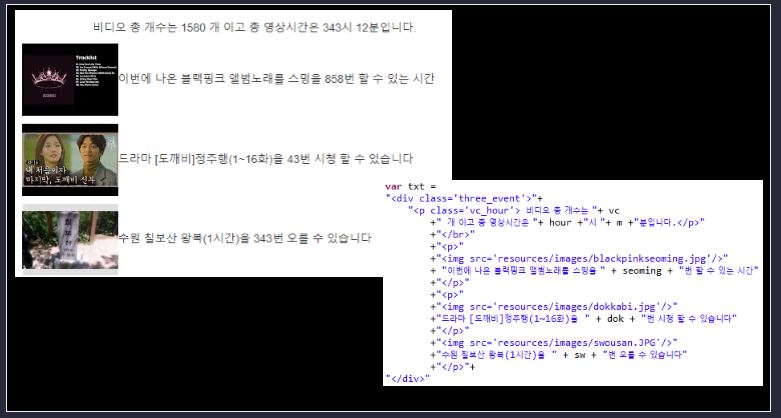 비디오 총 개수는 1580 개 이고 총 영상시간은 343시 12분입니다.
Tracklist
이번에 나온 블랙핑크 앨범노래를 스밍을 858번 할 수 있는 시간
내 처음이자
마지막, 도깨비 신부
드라마 [도깨비]정주행(1~16화)을 43번 시청 할 수 있습니다
칠보산
수원 칠보산 왕복(1시간)을 343번 오를 수 있습니다
var txt =
"<div class='three_event'>"+
"<p class='vc_hour'> 비디오 총 개수는 "+ vc
+" 개 이고 총 영상시간은 "+ hour +"시 "+ m +"분입니다.</p>"
+"</br>"
+"<p>"
+"<img src='resources/images/blackpinkseoming.jpg'/>"
+ "이번에 나온 블랙핑크 앨범노래를 스밍을 " + seoming + "번 할 수 있는 시간"
+"</p>"
+"<p>"
+"<img src='resources/images/dokkabi.jpg'/>"
+"드라마 [도깨비]정주행(1~16화)을  " + dok + "번 시청 할 수 있습니다"
+"</p>"
+"<img src='resources/images/swousan.JPG'/>"
+"수원 칠보산 왕복(1시간)을  " + sw + "번 오를 수 있습니다"
+"</p>"+
"</div>"